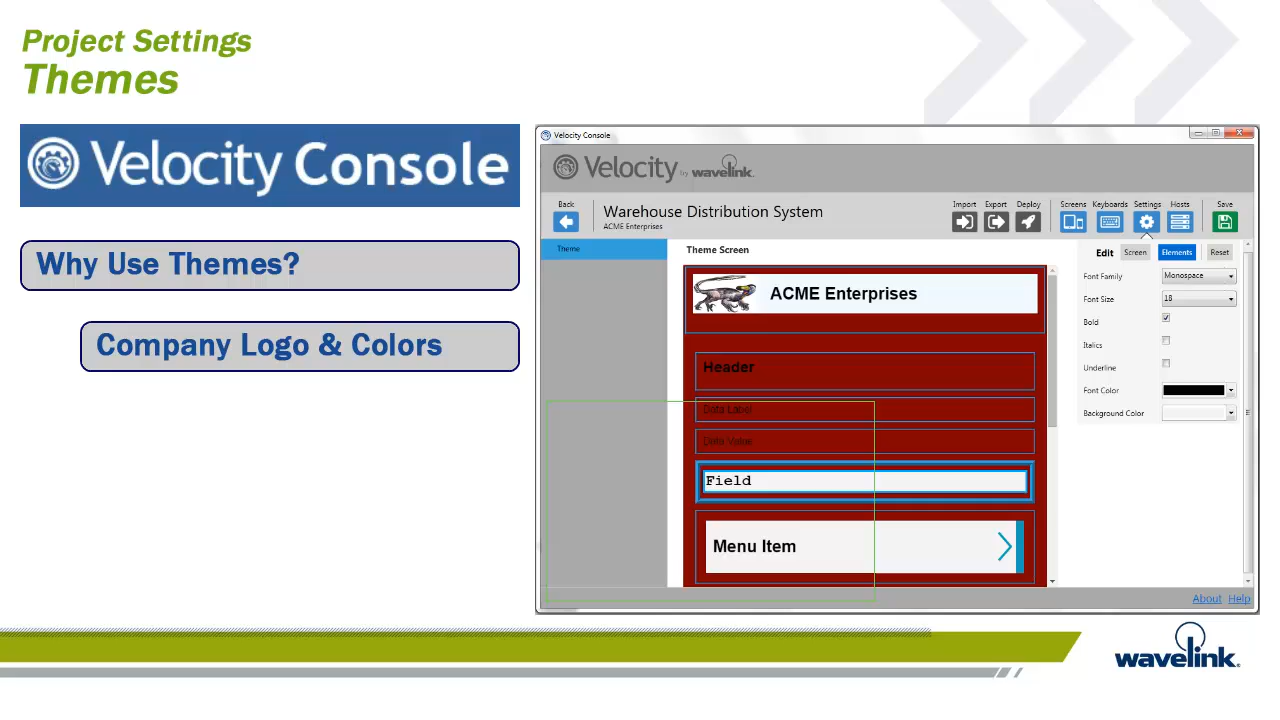 Project Settings
Themes
Velocity Console
Why Use Themes?
Company Logo & Colors
Velocity Console
Velocity by wavelink
Back
Warehouse Distribution System
ACME Enterprises
Import Export Deploy Screens Keyboards Settings Hosts Save
Theme
Theme Screen
ACME Enterprises
Header
Data Label
Data Value
Field
Menu Item
Edit Screen Elements Reset
Font Family Monospace
Font Size 18
Bold
Italics
Underline
Font Color
Background Color
About Help
wavelink